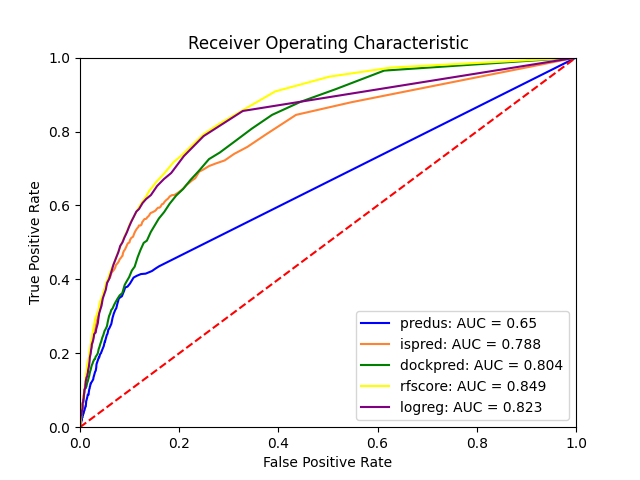 Receiver Operating Characteristic
True Positive Rate
1.0
0.8
0.6
0.4
0.2
0.0
predus: AUC = 0.65
ispred: AUC = 0.788
dockpred: AUC = 0.804
rfscore: AUC = 0.849
logreg: AUC = 0.823
0.0 0.2 0.4 0.6 0.8 1.0
False Positive Rate